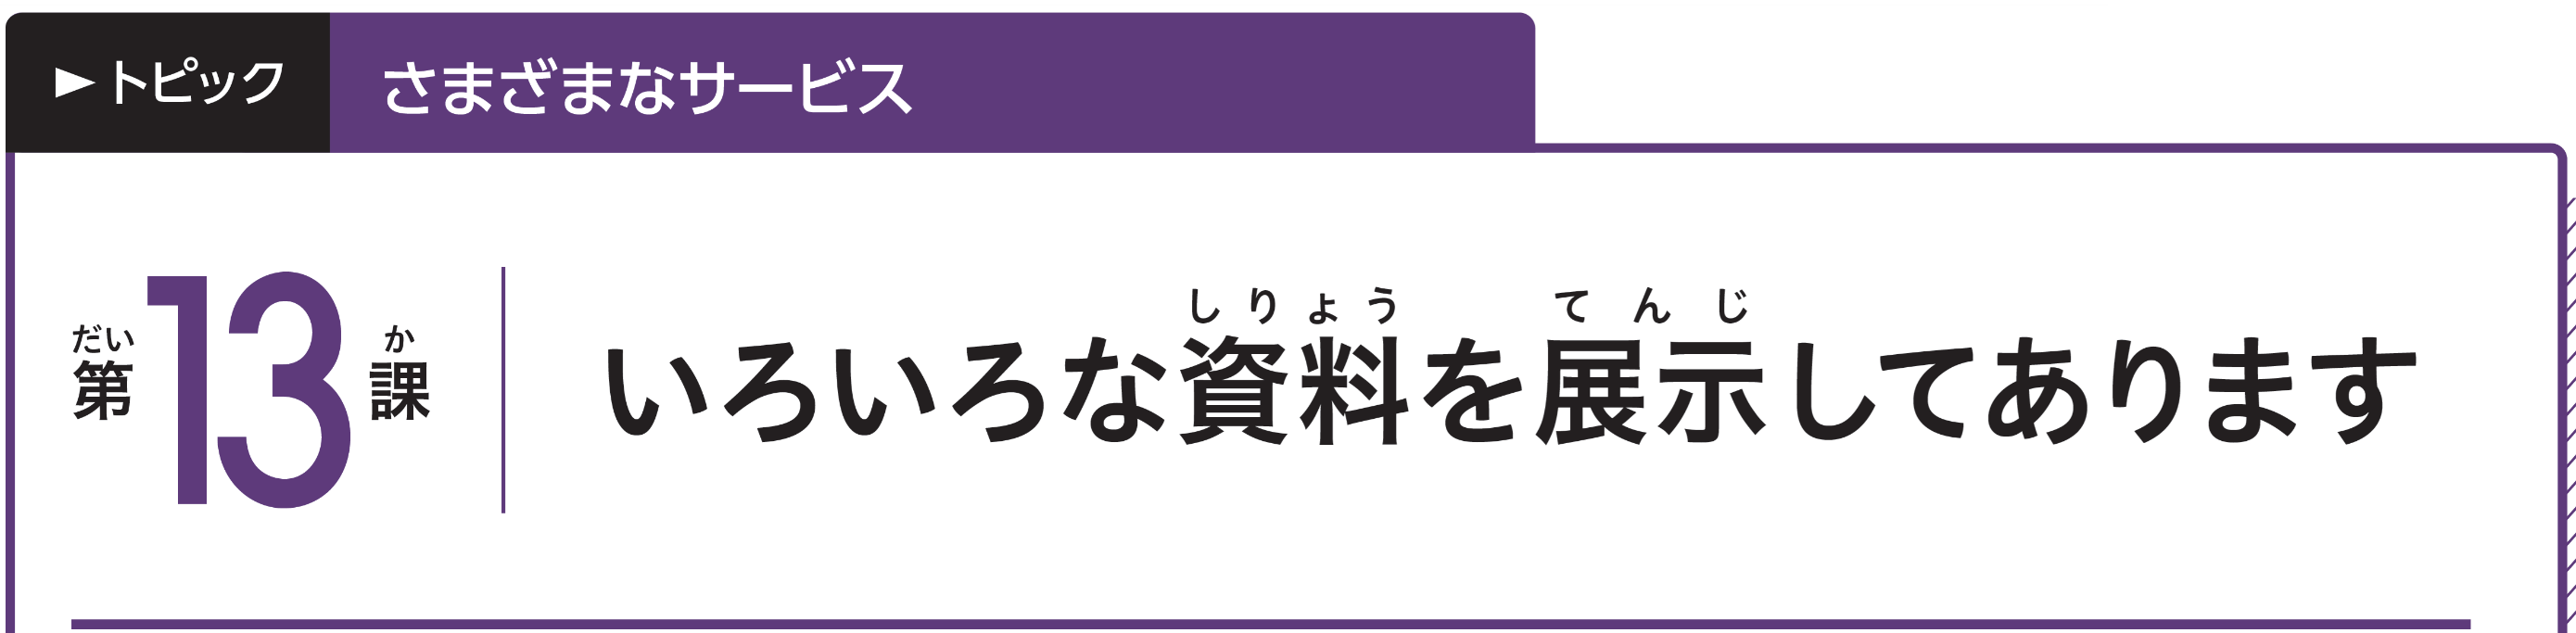 ▶トピック さまざまなサービス
だい か
第13課
しりょう てんじ
いろいろな資料を展示してあります